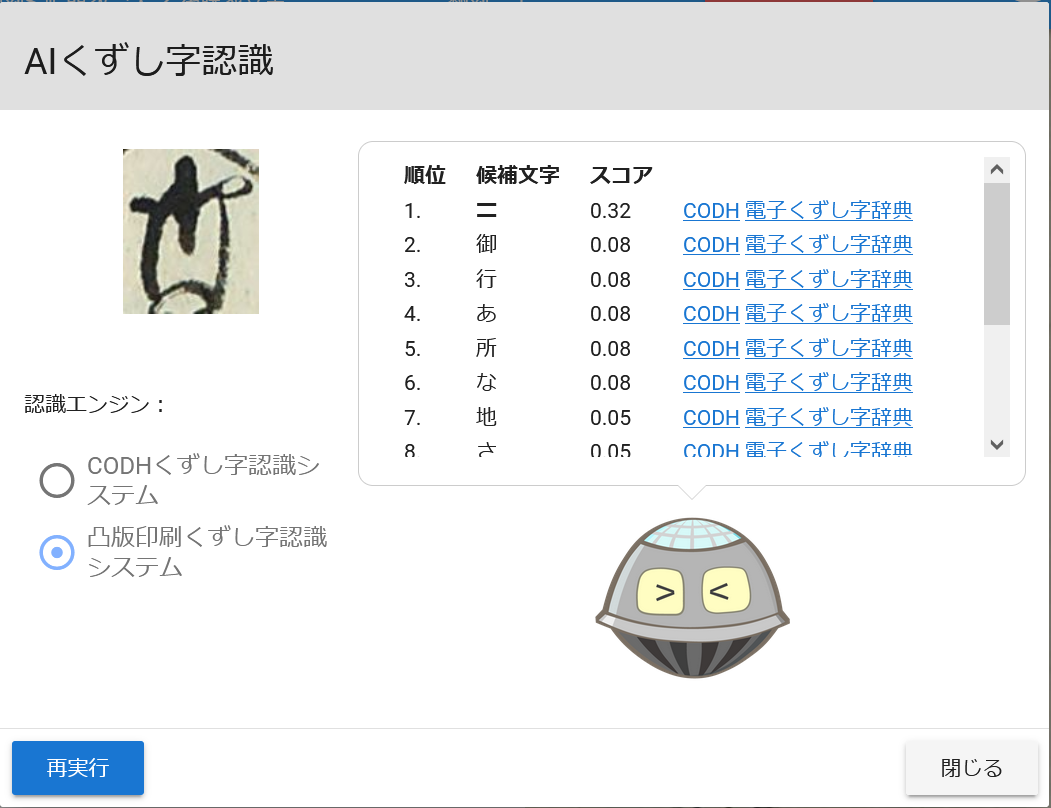 AIくずし字認識
順位 候補文字 スコア
1. 〓 0.32 CODH 電子くずし字辞典
2. 御 0.08 CODH 電子くずし字辞典
3. 行 0.08 CODH 電子くずし字辞典
4. あ 0.08 CODH 電子くずし字辞典
5. 所 0.08 CODH 電子くずし字辞典
6. な 0.08 CODH 電子くずし字辞典
7. 地 0.05 CODH 電子くずし字辞典
8 さ 0.05 CODH 電子くずし字辞典
認識エンジン：
CODHくずし字認識シ
ステム
凸版印刷くずし字認識
システム
再実行
閉じる